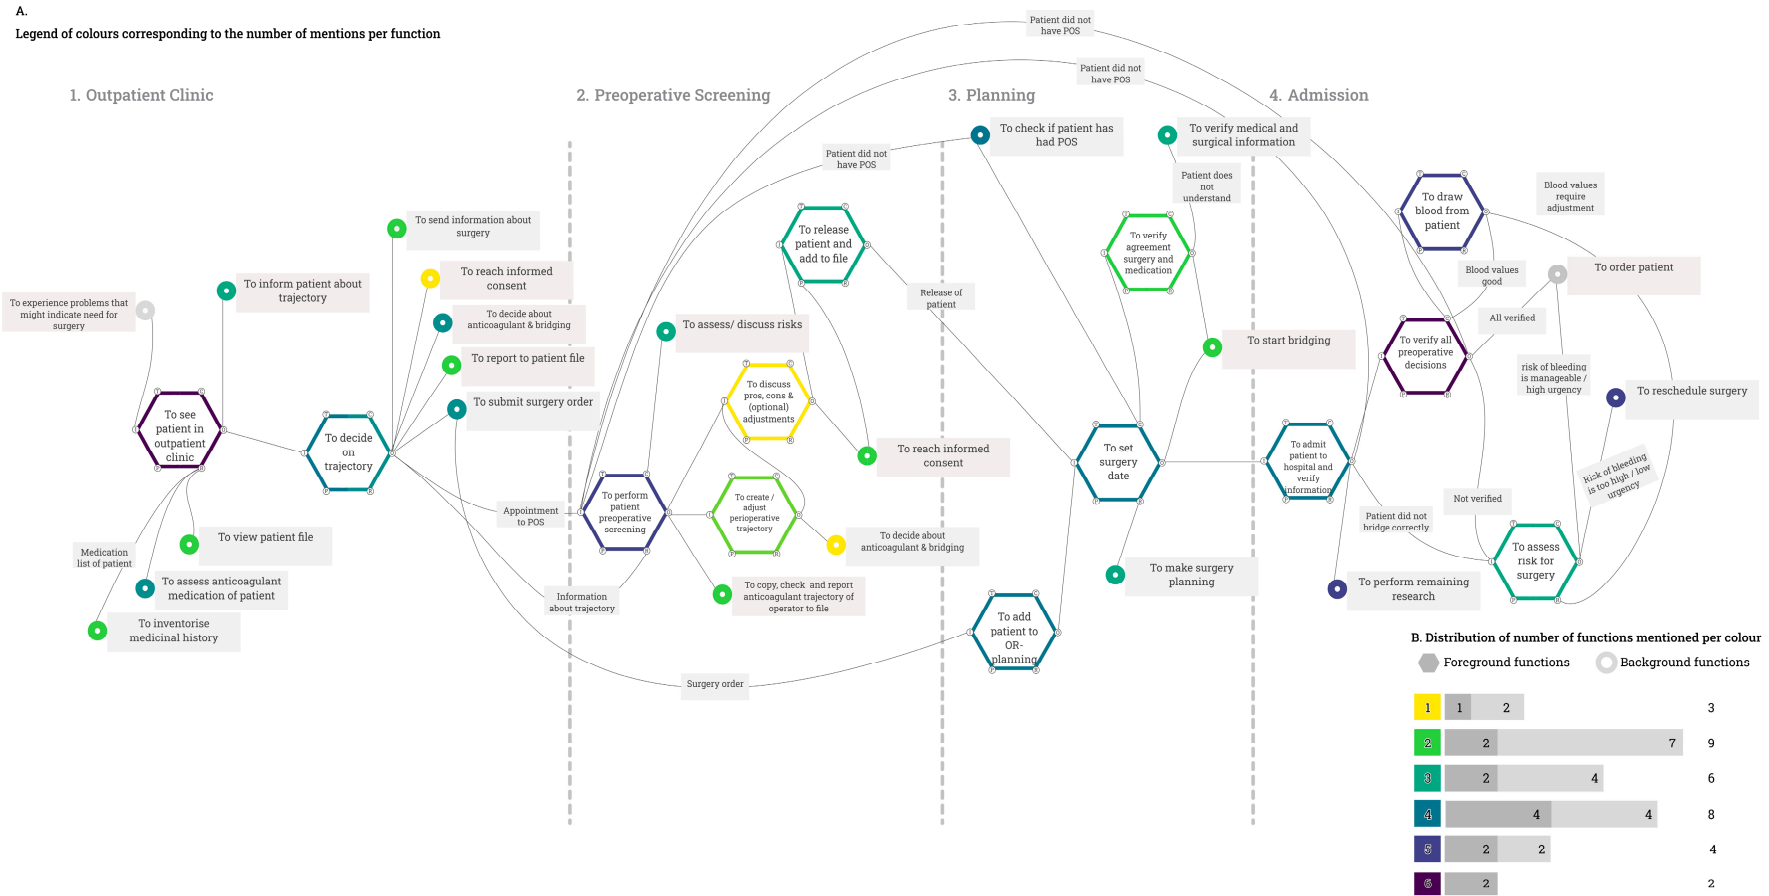 A.
Legend of colours corresponding to the number of mentions per function
1. Outpatient Clinic
2. Preoperative Screening
3. Planning
4. Admission
Patient did not
have POS
Patient did not
have POS
Patient did not
have POS
To experience problems that
might indicate need for
surgery
To inform patient about
trajectory
To see
patient in
outpatient
clinic
Medication
list of patient
To view patient file
To assess anticoagulant
medication of patient
To inventorise
medicinal history
To decide
on
trajectory
To send information about
surgery
To reach informed
consent
To decide about
anticoagulant & bridging
To report to patient file
To submit surgery order
Appointment
to POS
Information
about trajectory
Surgery order
To perform
patient
preoperative
screening
To assess/ discuss risks
To release
patient and
add to file
To discuss
pros, cons &
(optional)
adjustments
To reach informed
consent
To create /
adjust
perioperative
trajectory
To decide about
anticoagulant & bridging
To copy, check and report
anticoagulant trajectory of
operator to file
Release of
patient
To check if patient has
had POS
To verify medical and
surgical information
Patient does
not
understand
To verify
agreement
surgery and
medication
To start bridging
To set
surgery
date
To make surgery
planning
To add
patient to
OR-
planning
To admit
patient to
hospital and
verify
information
To draw
blood from
patient
Blood values
require
adjustment
Blood values
good
To order patient
All verified
To verify all
preoperative
decisions
risk of bleeding
is manageable /
high urgency
To reschedule surgery
Risk of bleeding
is too high / low
urgency
Not verified
Patient did not
bridge correctly
To assess
risk for
surgery
To perform remaining
research
B. Distribution of number of functions mentioned per colour
Foreground functions
Background functions
1 1 2 3
2 2 7 9
3 2 4 6
4 4 4 8
5 2 2 4
6 2 2